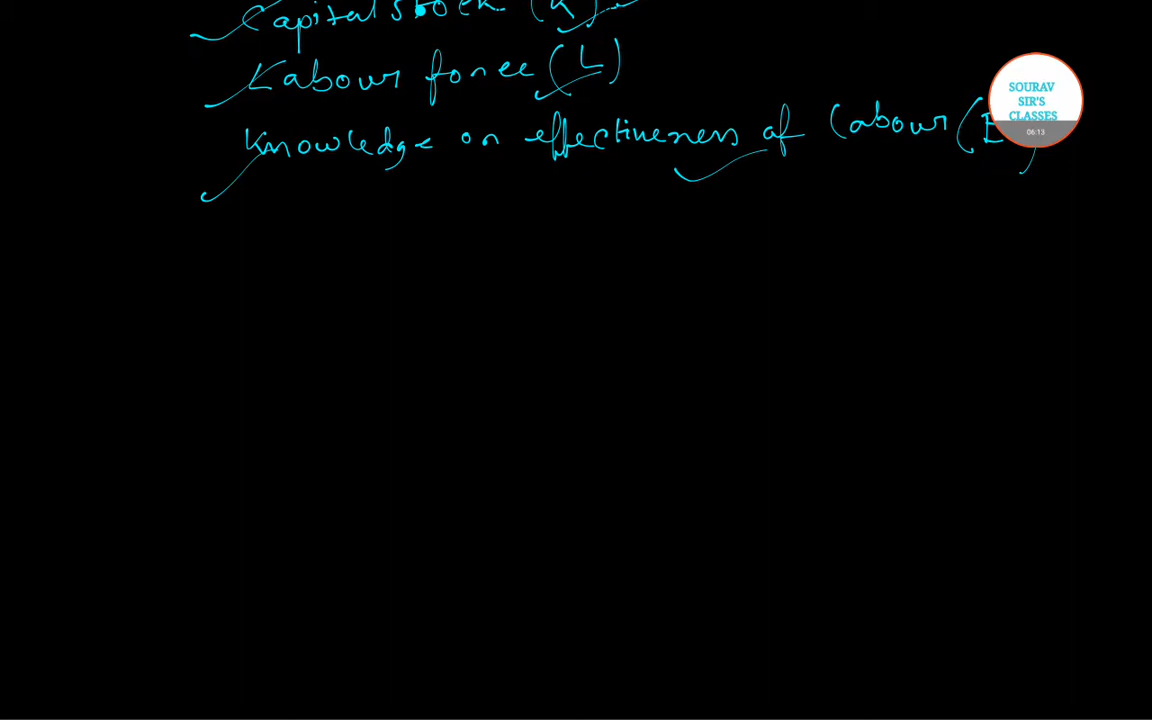 Capital stock (K)
Labour force (L)
Knowledge on effectiveness of Labour (E
SOURAV
SIR'S
CLASSES
06:13